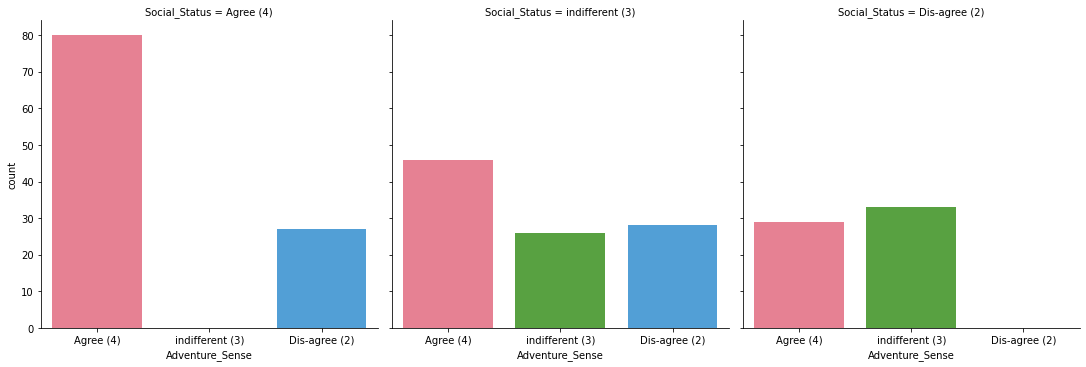 Social_Status = Agree (4)
Social_Status = indifferent (3)
Social_Status = Dis-agree (2)
80
70
60
50
40
30
20
10
0
count
Agree (4)
indifferent (3)
Dis-agree (2)
Agree (4)
indifferent (3)
Dis-agree (2)
Agree (4)
indifferent (3)
Dis-agree (2)
Adventure_Sense
Adventure_Sense
Adventure_Sense